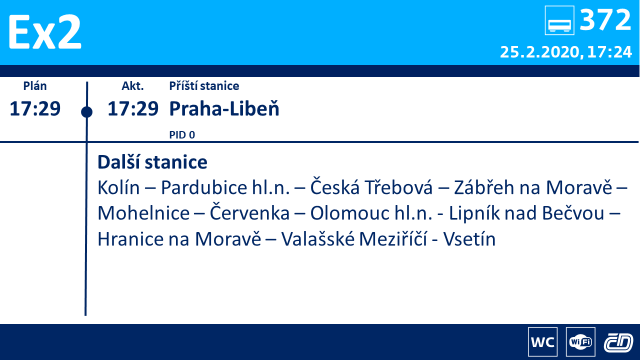 Ex2
372
25.2.2020, 17:24
Plán
Akt.
Příští stanice
17:29
17:29
Praha-Libeň
PID 0
Další stanice
Kolín – Pardubice hl.n. – Česká Třebová – Zábřeh na Moravě –
Mohelnice – Červenka – Olomouc hl.n. - Lipník nad Bečvou –
Hranice na Moravě – Valašské Meziříčí - Vsetín
WC
WiFi
ČD